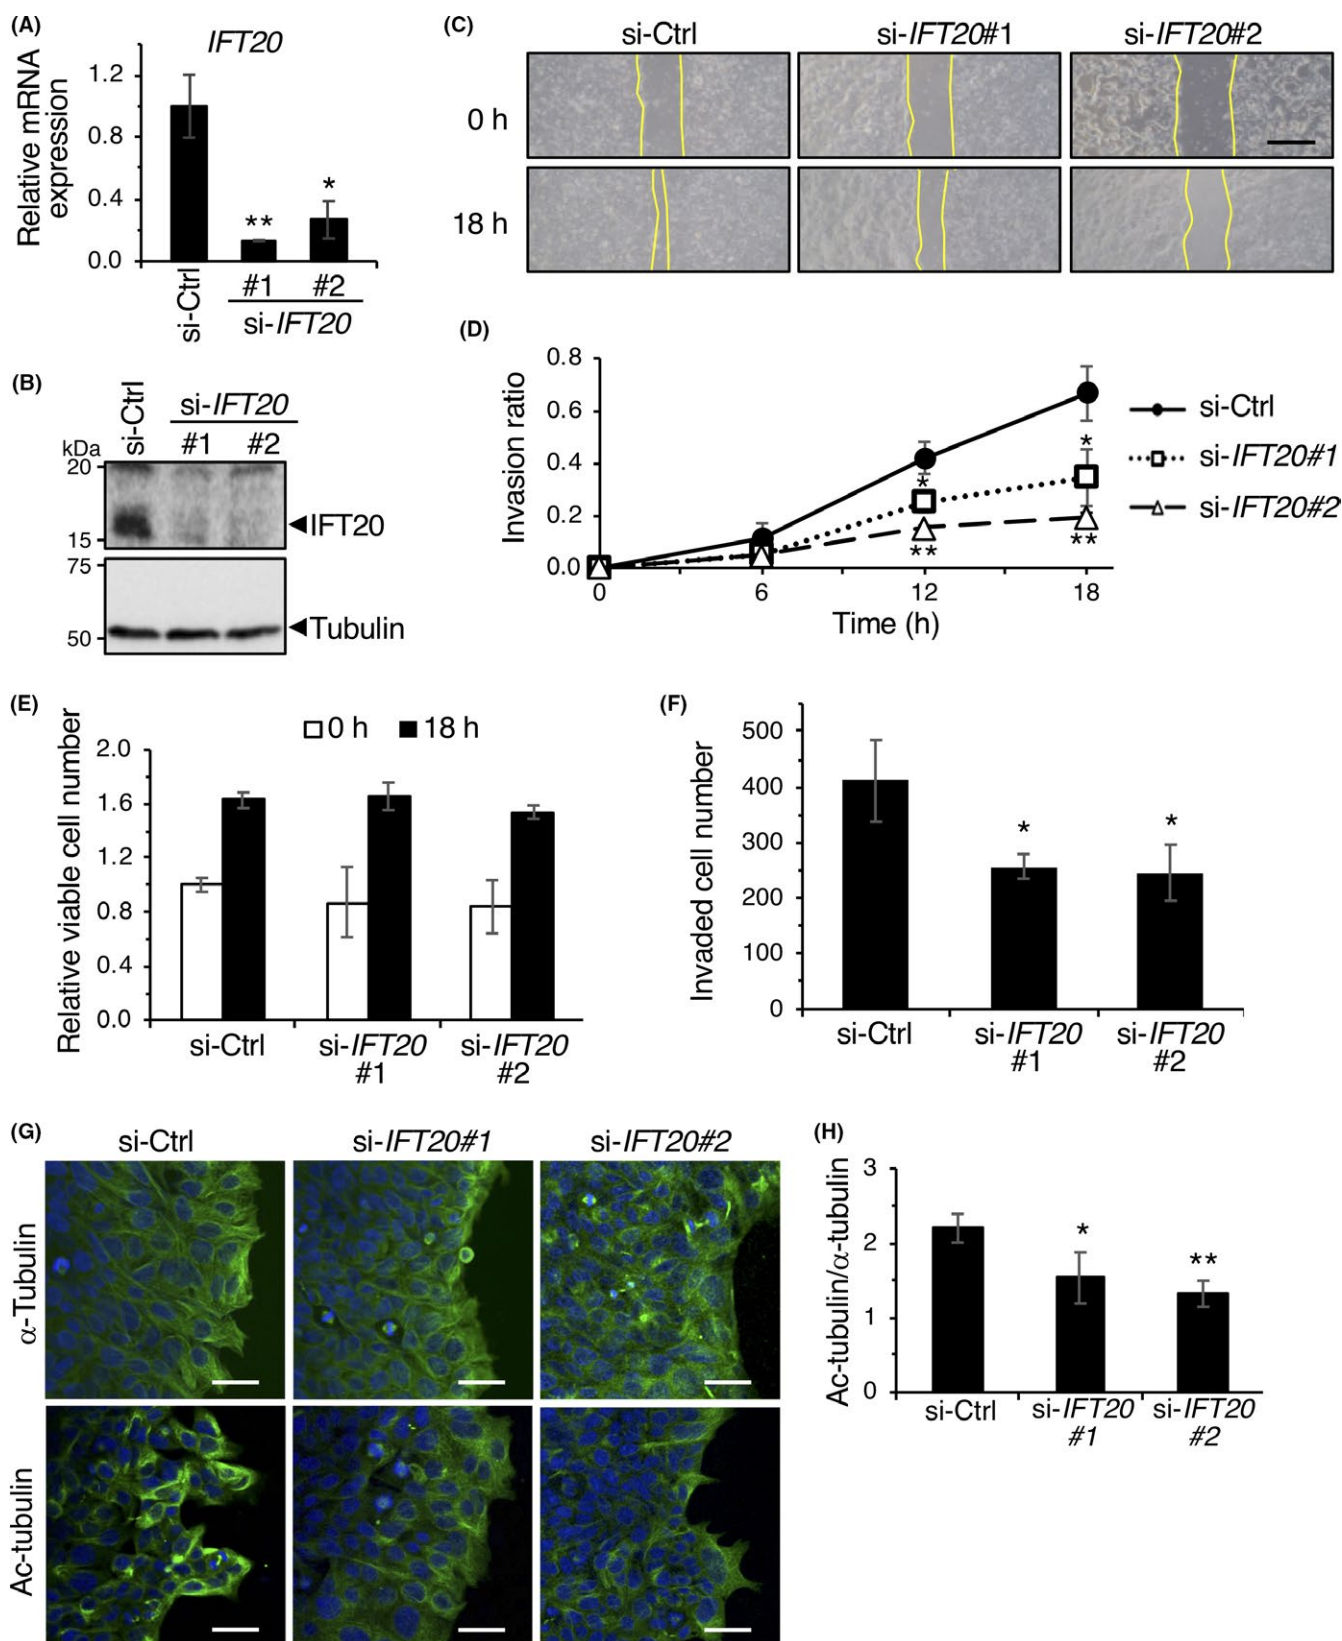 (A)
IFT20
Relative mRNA
expression
1.2
0.8
0.4
0.0
**
*
si-Ctrl
#1 #2
si-IFT20
(B)
si-Ctrl
si-IFT20
kDa
#1 #2
20
15
IFT20
75
50
Tubulin
(C)
si-Ctrl si-IFT20#1 si-IFT20#2
0 h
18 h
(D)
Invasion ratio
0.8
0.6
0.4
0.2
0.0
*
**
*
**
0 6 12 18
Time (h)
si-Ctrl
si-IFT20#1
si-IFT20#2
(E)
0 h 18 h
Relative viable cell number
2.0
1.6
1.2
0.8
0.4
0.0
si-Ctrl si-IFT20 si-IFT20
#1 #2
(F)
Invaded cell number
500
400
300
200
100
0
* *
si-Ctrl si-IFT20 si-IFT20
#1 #2
(G)
si-Ctrl si-IFT20#1 si-IFT20#2
α-Tubulin
Ac-tubulin
(H)
Ac-tubulin/α-tubulin
3
2
1
0
* **
si-Ctrl si-IFT20 si-IFT20
#1 #2